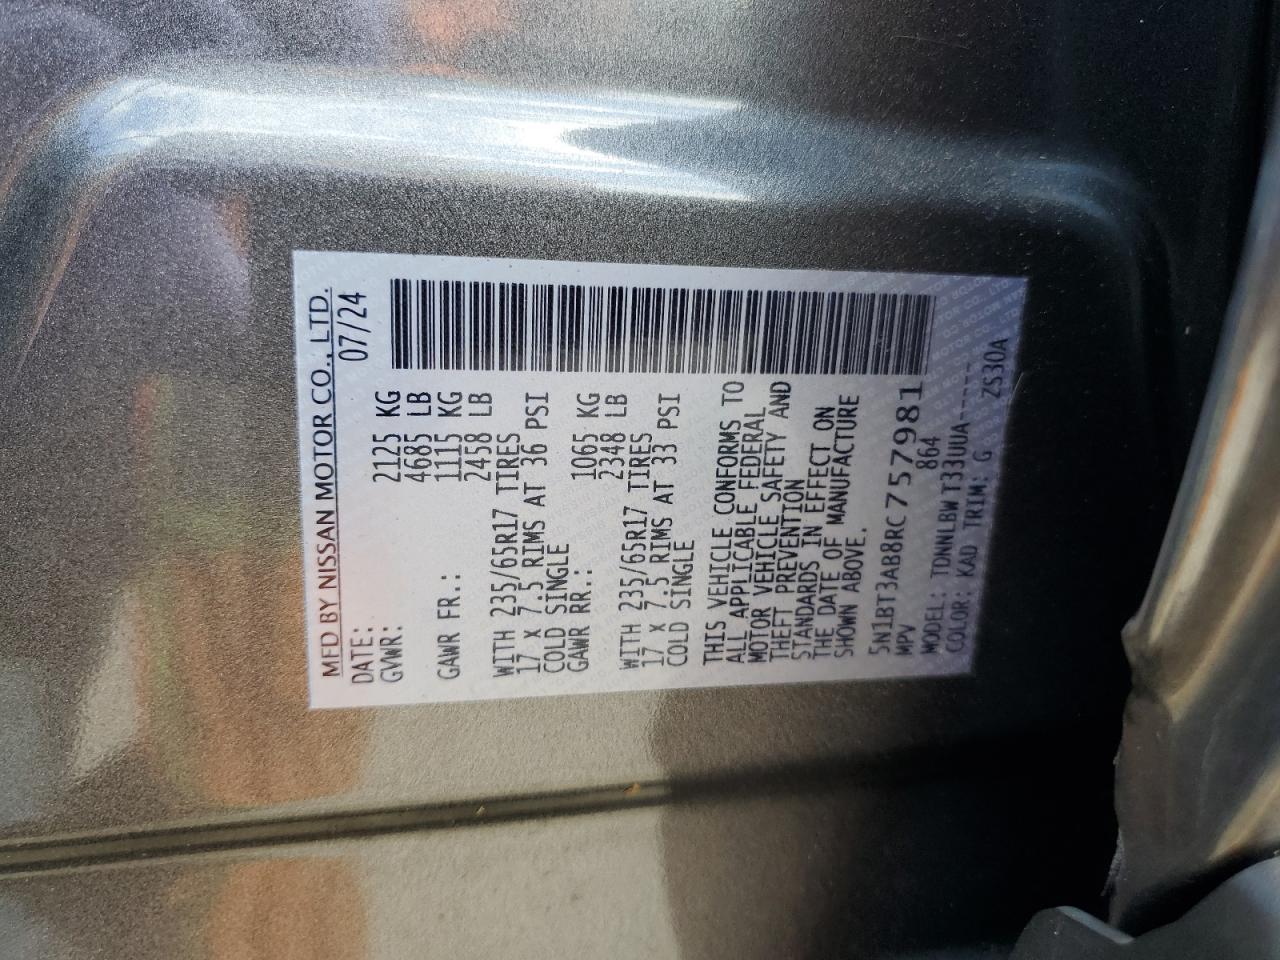 MFD BY NISSAN MOTOR CO., LTD.
DATE: 07/24
GVWR: 2125 KG
4685 LB
GAWR FR.: 1115 KG
2458 LB
WITH 235/65R17 TIRES
17 X 7.5 RIMS AT 36 PSI
COLD SINGLE
GAWR RR.: 1065 KG
2348 LB
WITH 235/65R17 TIRES
17 X 7.5 RIMS AT 33 PSI
COLD SINGLE
THIS VEHICLE CONFORMS TO
ALL APPLICABLE FEDERAL
MOTOR VEHICLE SAFETY AND
THEFT PREVENTION
STANDARDS IN EFFECT ON
THE DATE OF MANUFACTURE
SHOWN ABOVE.
5N1BT3AB8RC757981
MPV 864
MODEL: TDNNLBWT33UUA-----
COLOR: KAD TRIM: G ZS30A